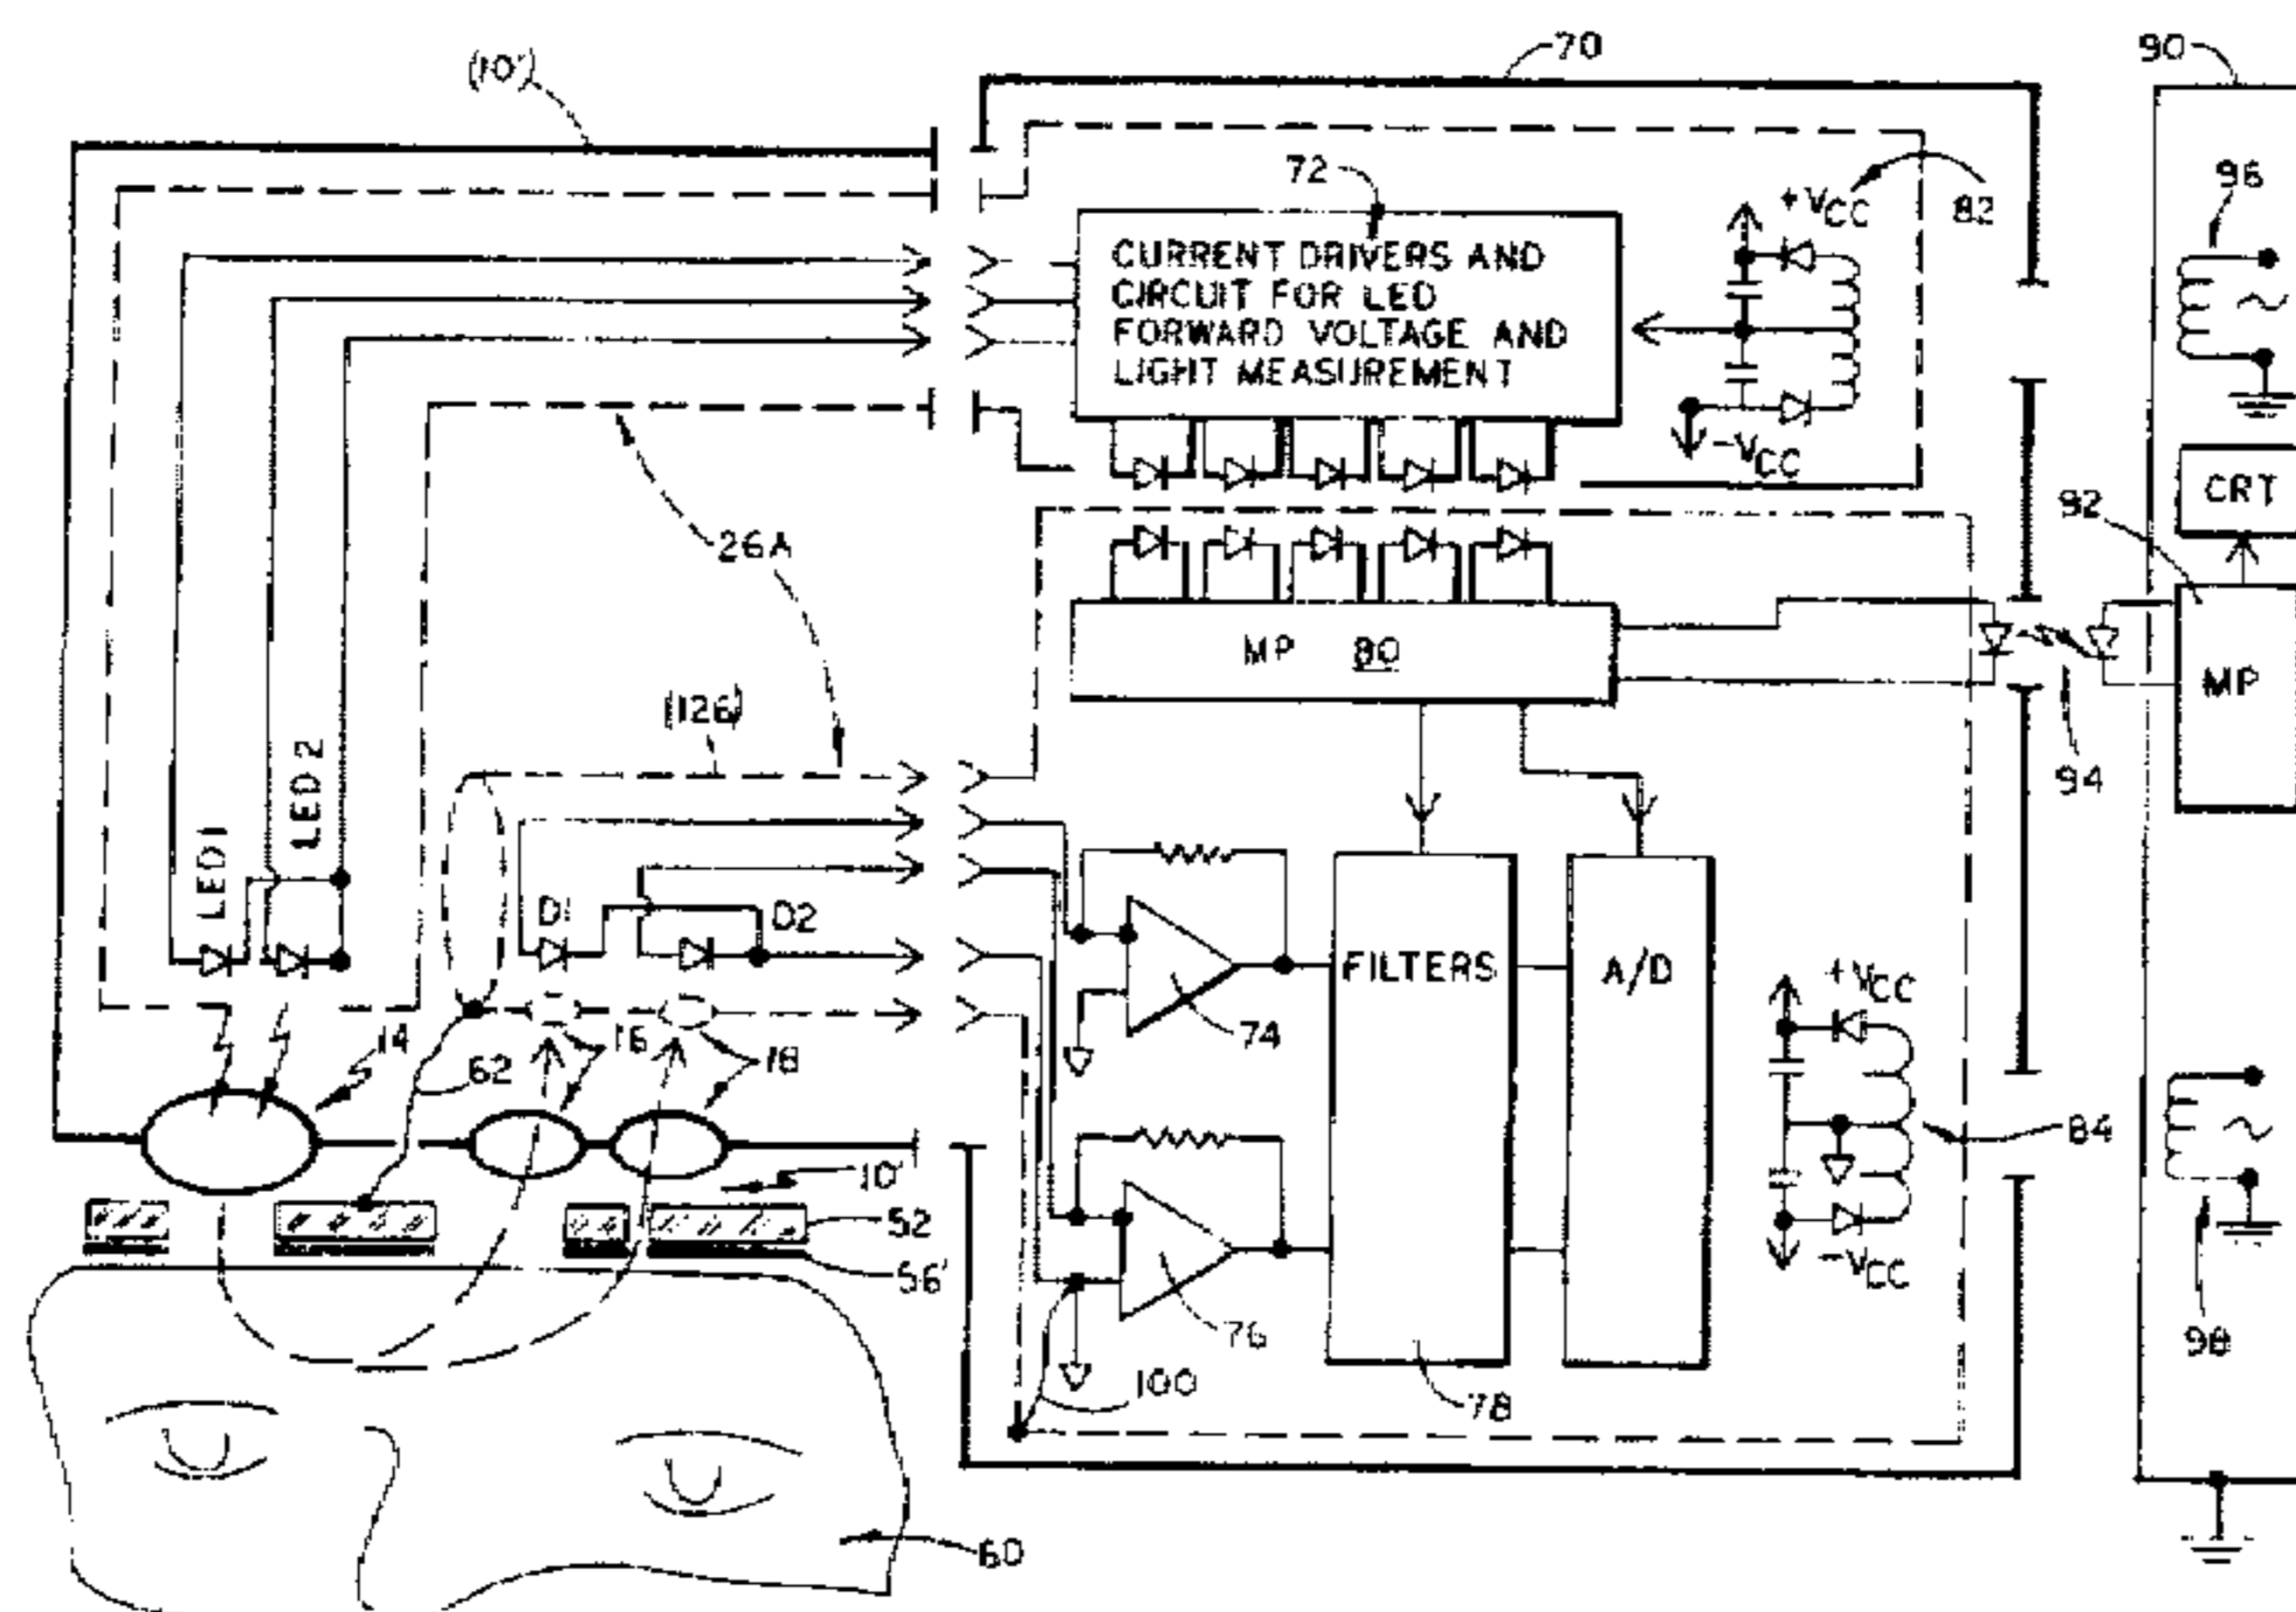 (10')
70
90
72
+VCC
82
96
CURRENT DRIVERS AND
CIRCUIT FOR LED
FORWARD VOLTAGE AND
LIGHT MEASUREMENT
-VCC
CRT
92
26A
MP 80
MP
(126)
94
LED 1
LED 2
D1
D2
FILTERS
A/D
+VCC
14
62
16
18
74
84
10'
52
56'
-VCC
76
98
100
78
60